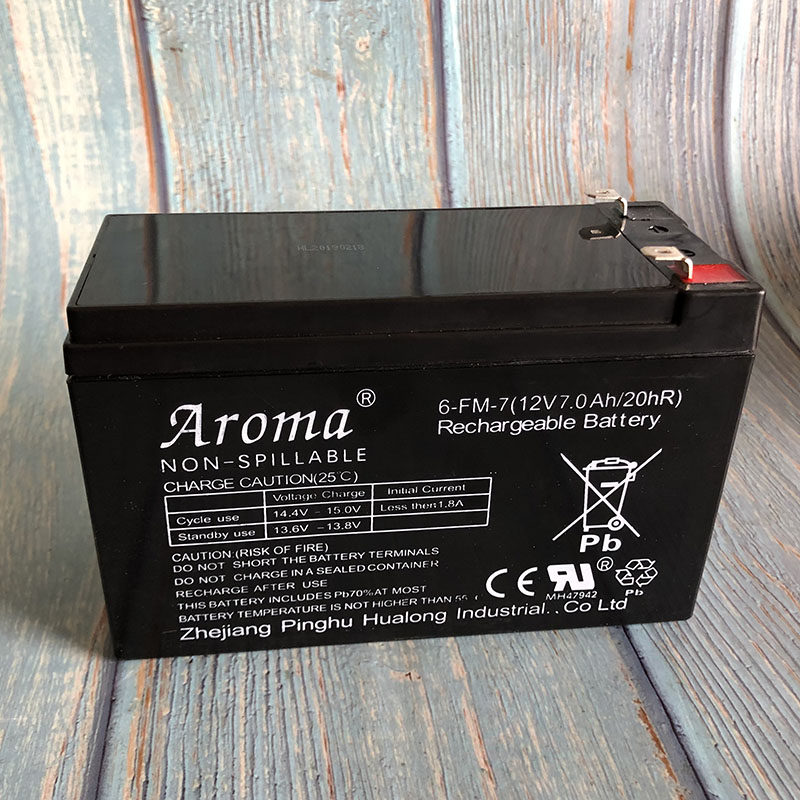 HL20190218
Aroma®
NON-SPILLABLE
6-FM-7(12V7.0Ah/20hR)
Rechargeable Battery
CHARGE CAUTION(25℃)
Voltage Charge Initial Current
Cycle use 14.4V - 15.0V Less then1.8A
Standby use 13.6V - 13.8V
CAUTION:(RISK OF FIRE)
DO NOT SHORT THE BATTERY TERMINALS
DO NOT CHARGE IN A SEALED CONTAINER
RECHARGE AFTER USE
THIS BATTERY INCLUDES Pb70%AT MOST
BATTERY TEMPERATURE IS NOT HIGHER THAN 55
Pb
CE RU®
MH47942
Pb
Zhejiang Pinghu Hualong Industrial.. Co Ltd